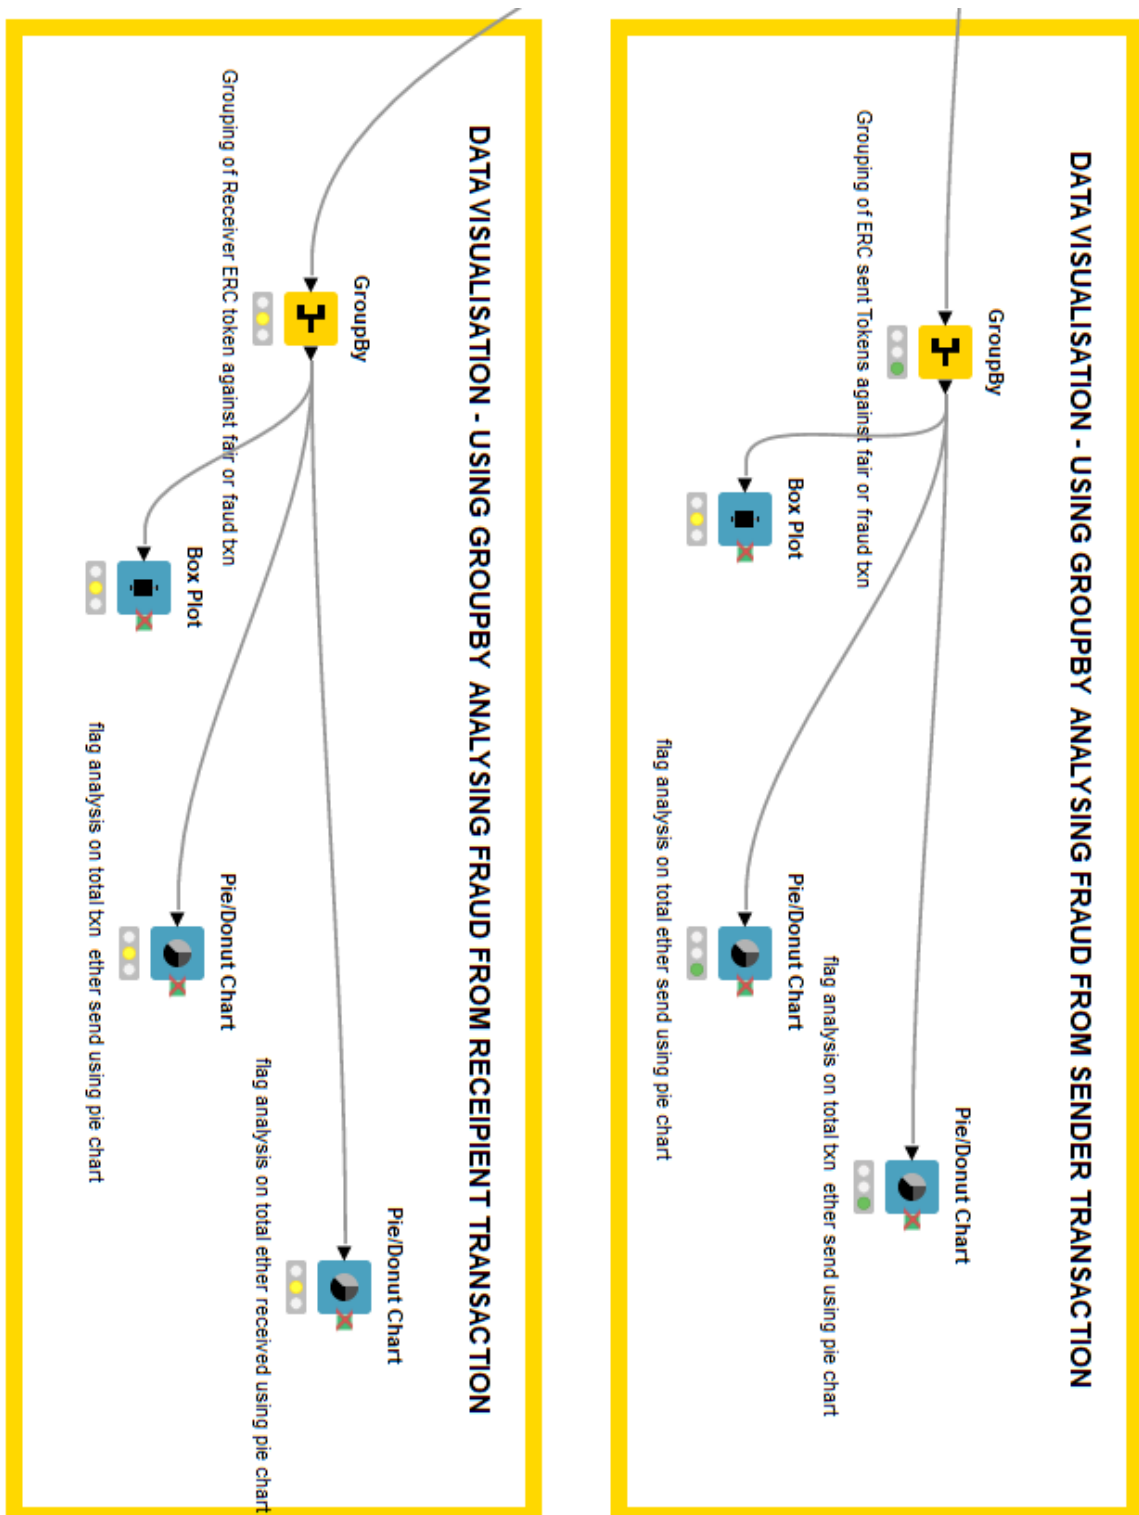 DATA VISUALISATION - USING GROUPBY ANALYSING FRAUD FROM SENDER TRANSACTION
GroupBy
Grouping of ERC sent Tokens against fair or fraud txn
Box Plot
Pie/Donut Chart
flag analysis on total ether send using pie chart
Pie/Donut Chart
flag analysis on total txn ether send using pie chart
DATA VISUALISATION - USING GROUPBY ANALYSING FRAUD FROM RECEIPIENT TRANSACTION
GroupBy
Grouping of Receiver ERC token against fair or faud txn
Box Plot
Pie/Donut Chart
flag analysis on total txn ether send using pie chart
Pie/Donut Chart
flag analysis on total ether received using pie chart